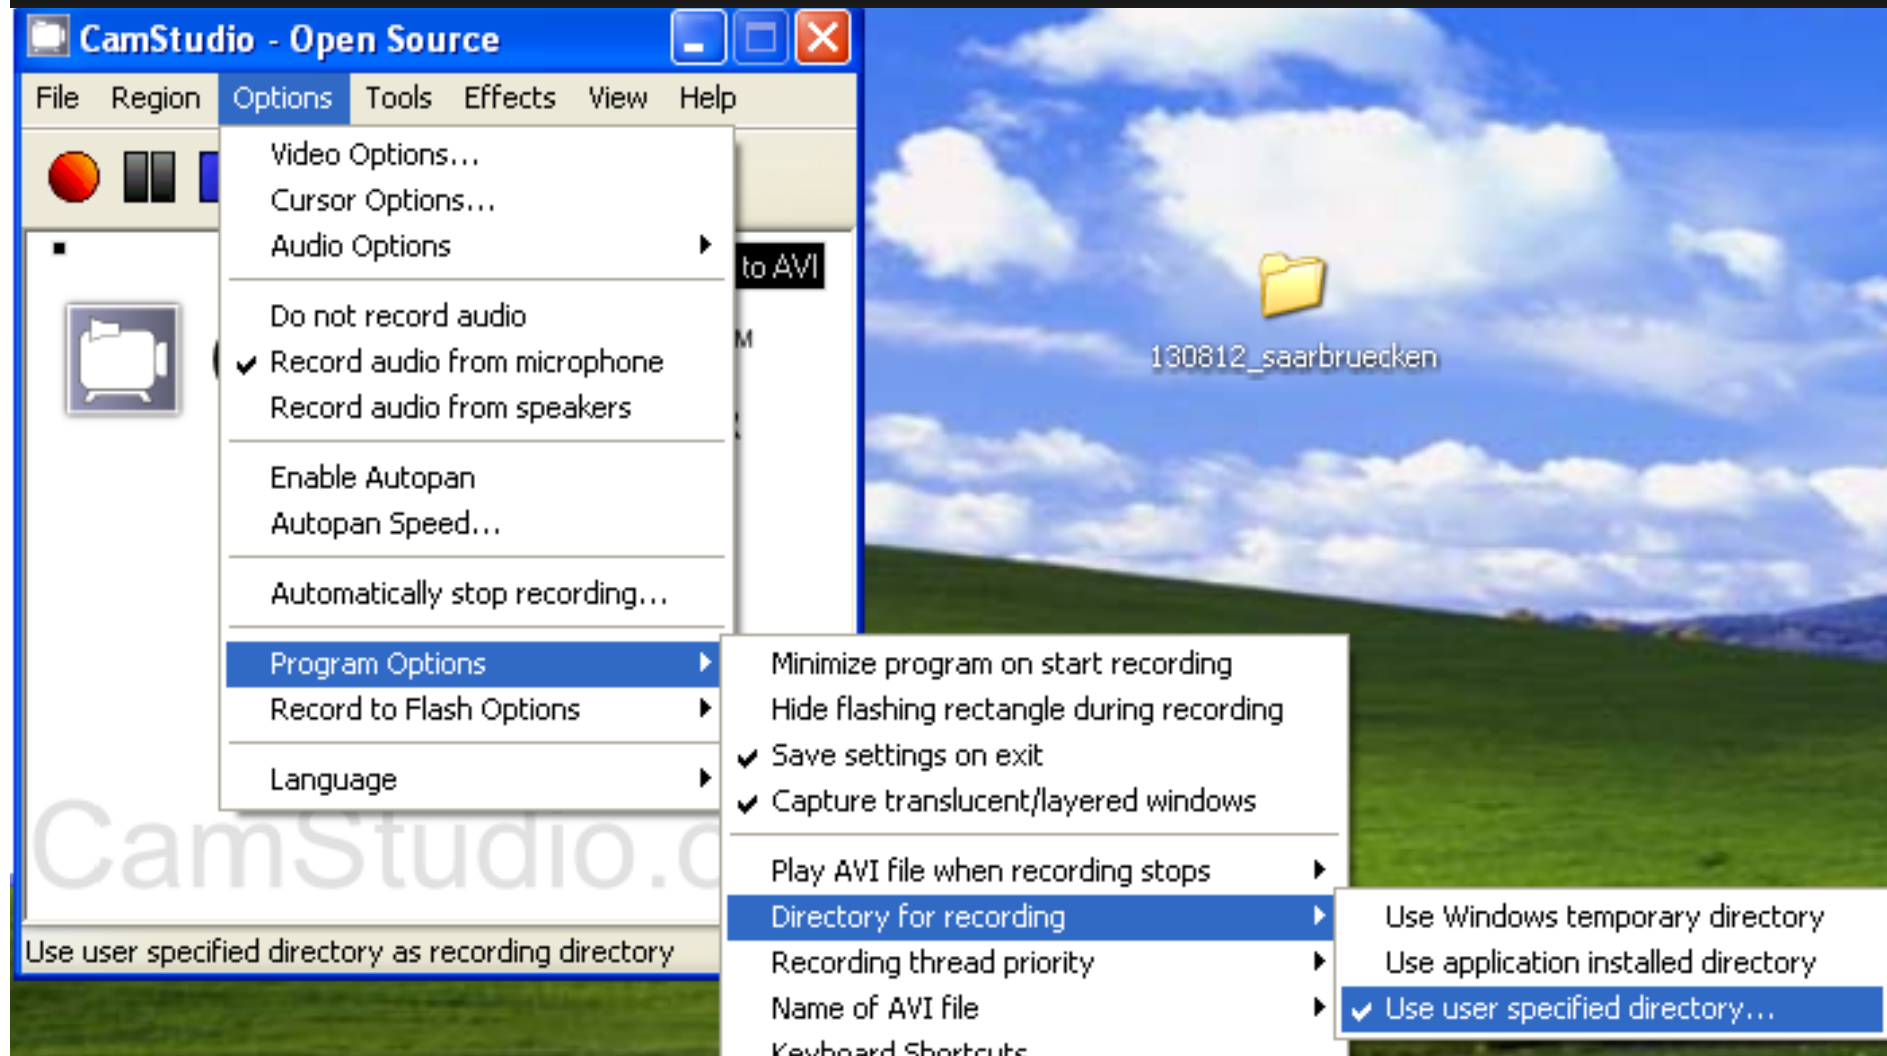 CamStudio - Open Source
File Region Options Tools Effects View Help
Video Options...
Cursor Options...
Audio Options
to AVI
Do not record audio
M
Record audio from microphone
Record audio from speakers
Enable Autopan
Autopan Speed...
Automatically stop recording...
Program Options
Record to Flash Options
Language
130812_saarbruecken
Minimize program on start recording
Hide flashing rectangle during recording
Save settings on exit
Capture translucent/layered windows
Play AVI file when recording stops
Directory for recording
Recording thread priority
Name of AVI file
Keyboard Shortcuts
Use Windows temporary directory
Use application installed directory
Use user specified directory...
CamStudio.
Use user specified directory as recording directory